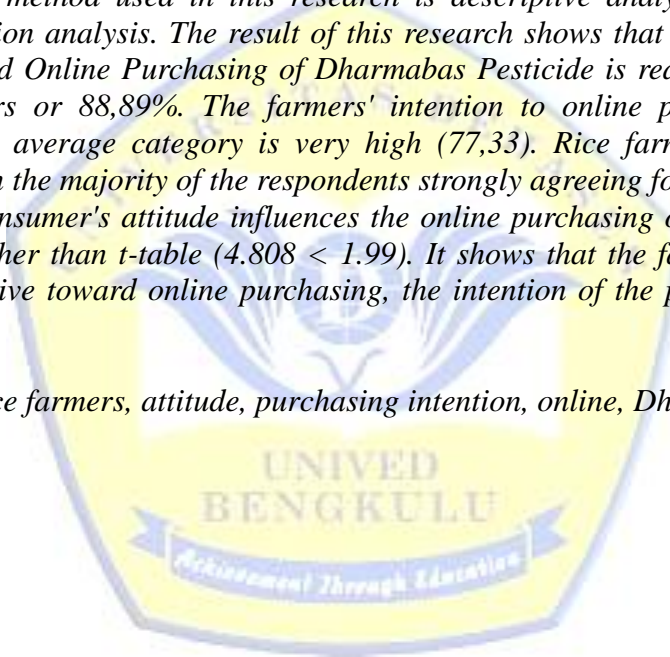 method used in this research is descriptive analy
ion analysis. The result of this research shows that
d Online Purchasing of Dharmabas Pesticide is rea
rs or 88,89%. The farmers' intention to online p
average category is very high (77,33). Rice farm
n the majority of the respondents strongly agreeing fo
onsumer's attitude influences the online purchasing o
her than t-table (4.808 < 1.99). It shows that the fa
ive toward online purchasing, the intention of the p
ce farmers, attitude, purchasing intention, online, Dh
UNIVED
BENGKULU
Achievement Through Education